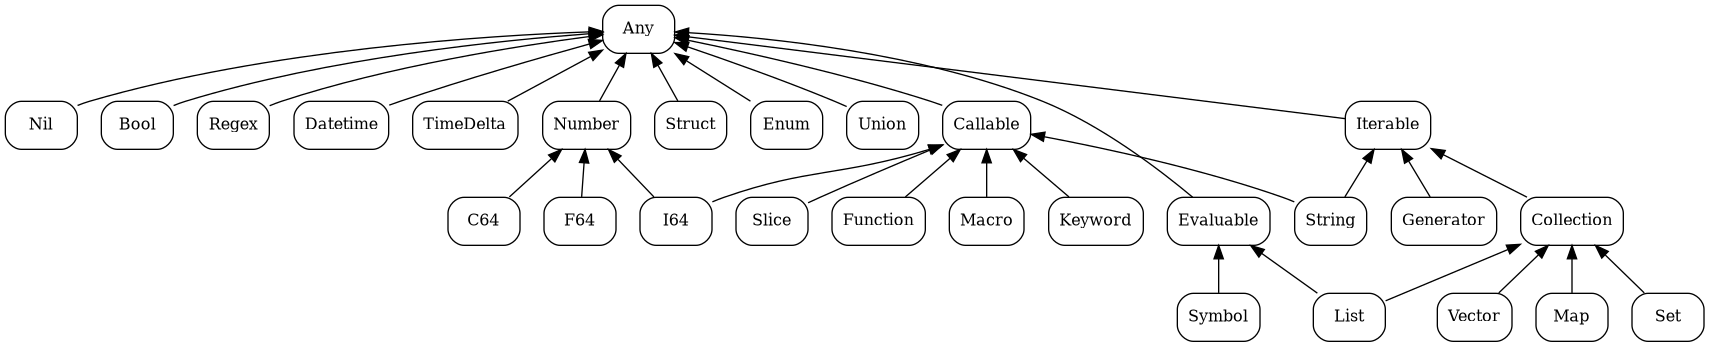 Any
Nil
Bool
Regex
Datetime
TimeDelta
Number
Struct
Enum
Union
Callable
Iterable
C64
F64
I64
Slice
Function
Macro
Keyword
Evaluable
String
Generator
Collection
Symbol
List
Vector
Map
Set